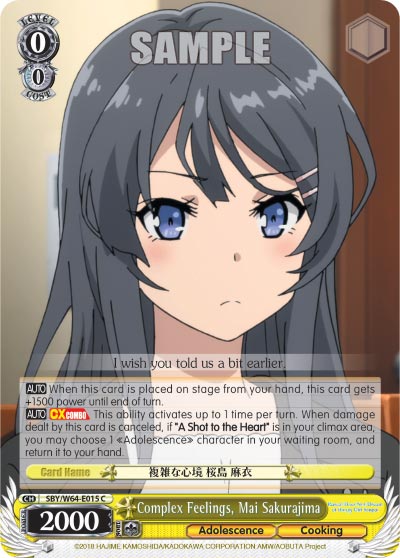 LEVEL
0
0
COST
SAMPLE
I wish you told us a bit earlier.
AUTO When this card is placed on stage from your hand, this card gets
+1500 power until end of turn.
AUTO CX COMBO This ability activates up to 1 time per turn. When damage
dealt by this card is canceled, if "A Shot to the Heart" is in your climax area,
you may choose 1 «Adolescence» character in your waiting room, and
return it to your hand.
Card Name
複雑な心境 桜島 麻衣
CH
SBY/W64-E015 C
Complex Feelings, Mai Sakurajima
POWER
2000
Adolescence
Cooking
©2018 HAJIME KAMOSHIDA/KADOKAWA CORPORATION AMW/AOBUTA Project